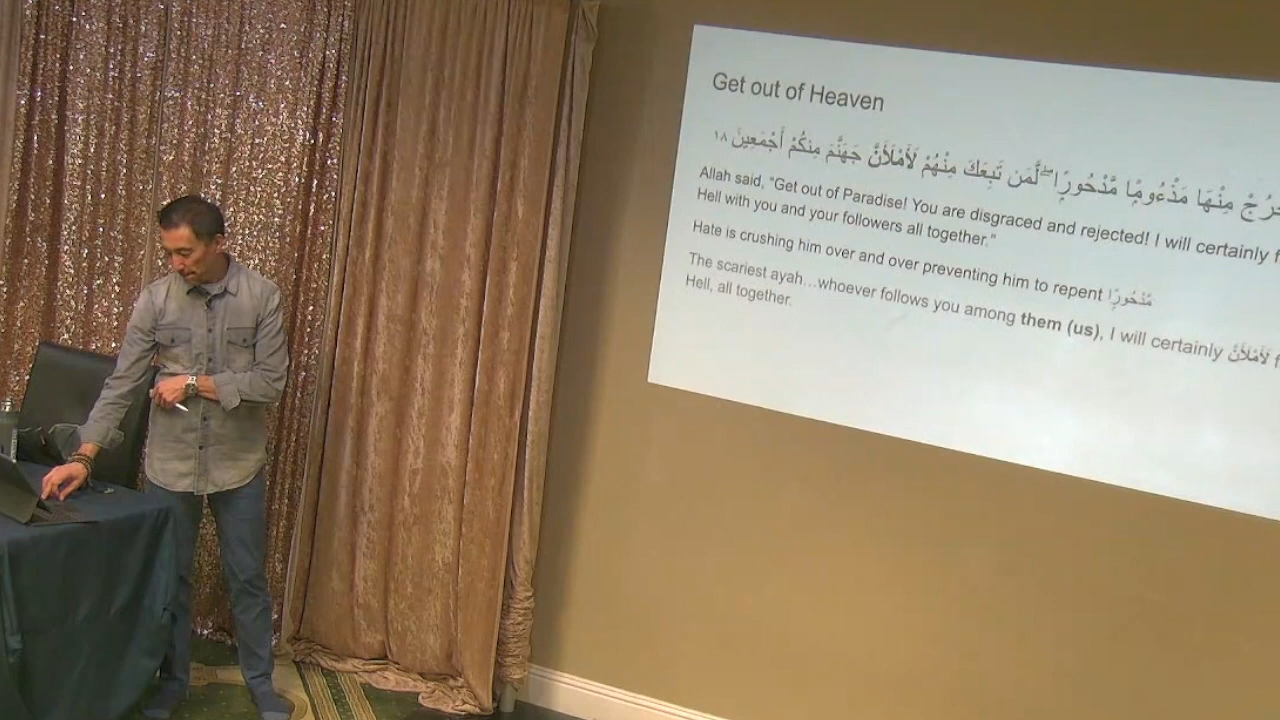 Get out of Heaven
رُجْ مِنْهَا مَذْءُومًا مَّدْحُورًا ۖ لَّمَن تَبِعَكَ مِنْهُمْ لَأَمْلَأَنَّ جَهَنَّمَ مِنكُمْ أَجْمَعِينَ ١٨
Allah said, "Get out of Paradise! You are disgraced and rejected! I will certainly f
Hell with you and your followers all together."
Hate is crushing him over and over preventing him to repent مَّدْحُورًا
The scariest ayah…whoever follows you among them (us), I will certainly لَأَمْلَأَنَّ f
Hell, all together.